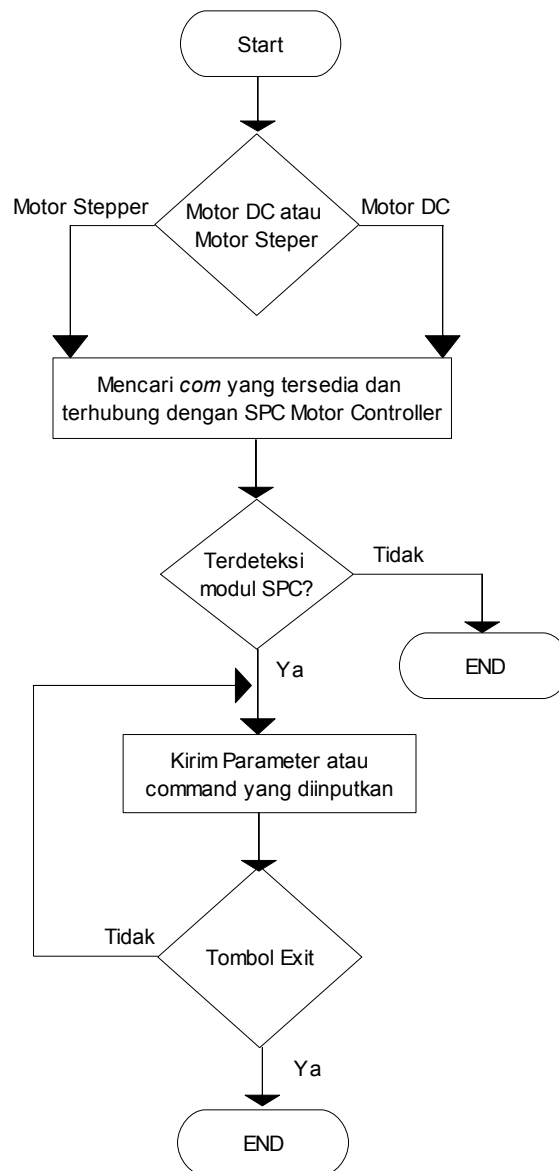 Start
Motor Stepper
Motor DC
Motor DC atau
Motor Steper
Mencari com yang tersedia dan
terhubung dengan SPC Motor Controller
Terdeteksi
modul SPC?
Tidak
END
Ya
Kirim Parameter atau
command yang diinputkan
Tidak
Tombol Exit
Ya
END